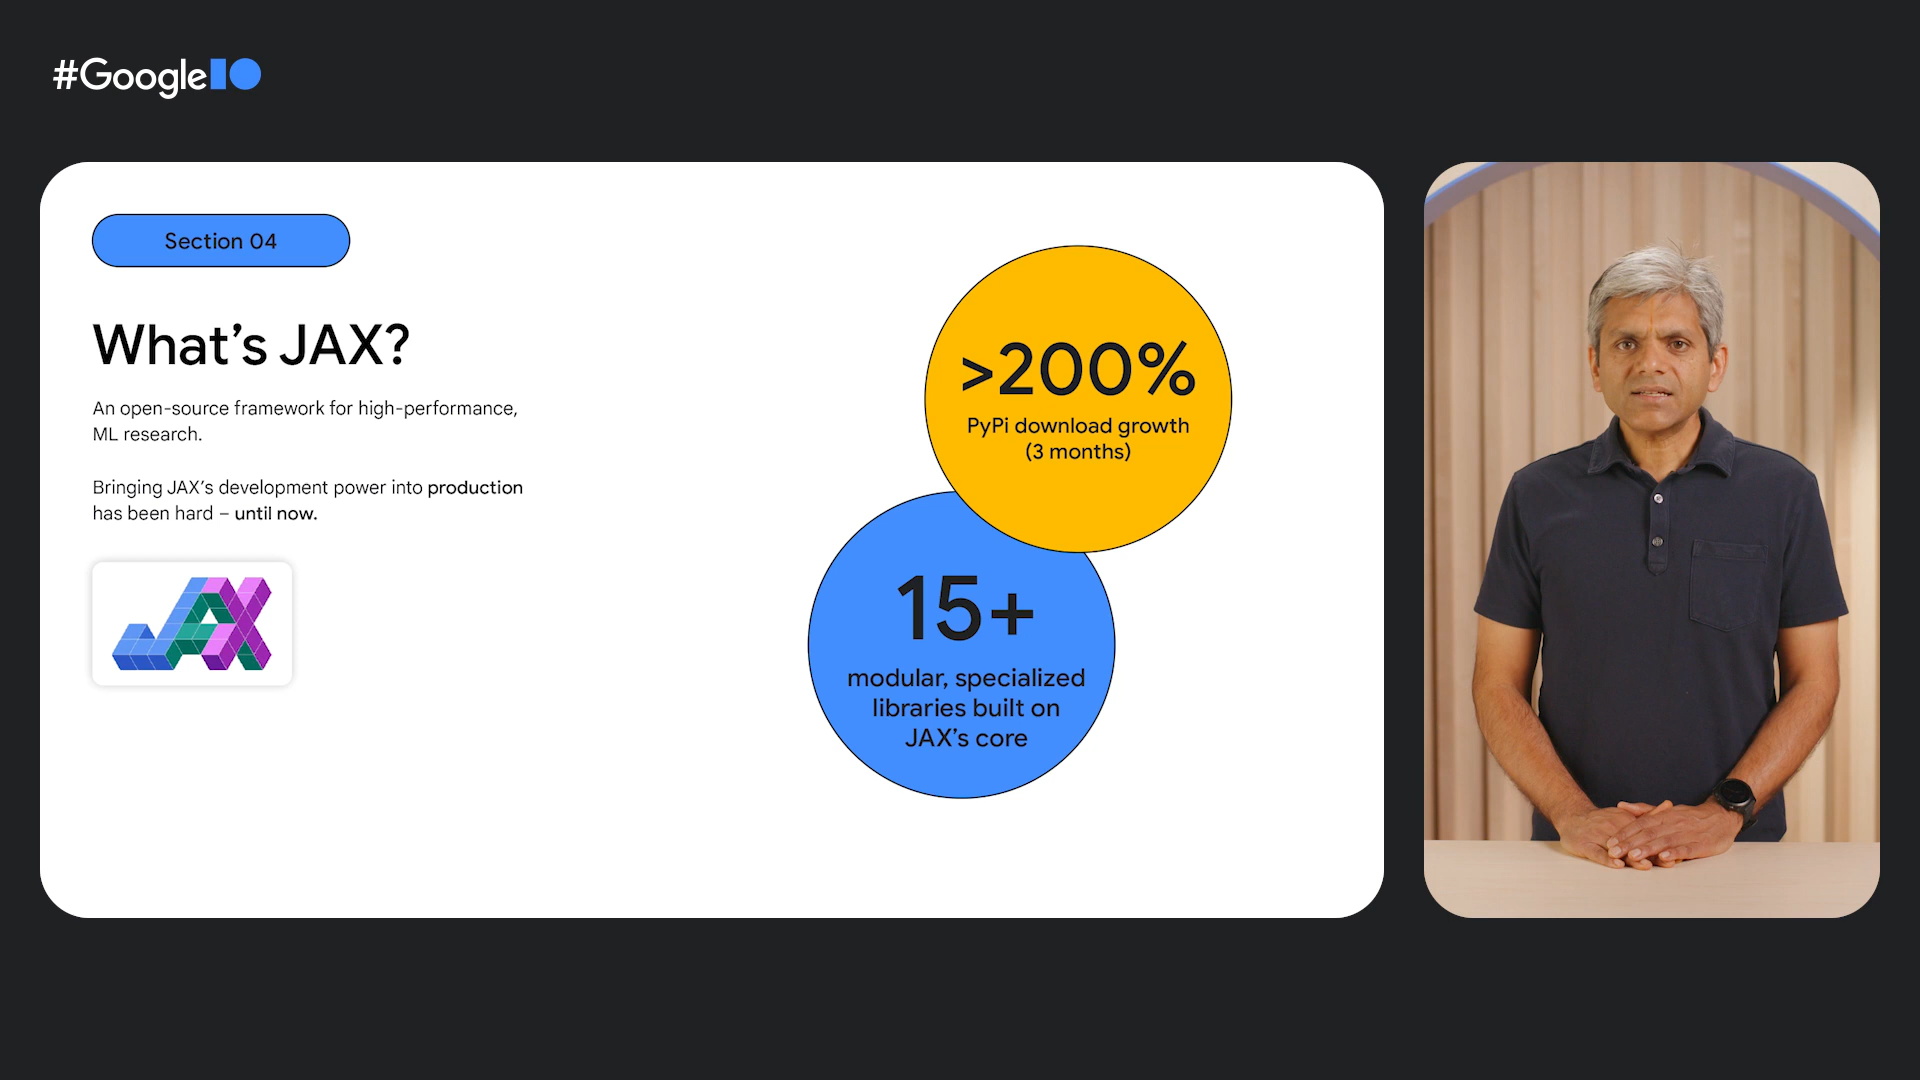 #GoogleIO
Section 04
What's JAX?
An open-source framework for high-performance,
ML research.
Bringing JAX's development power into production
has been hard – until now.
JAX
>200%
PyPi download growth
(3 months)
15+
modular, specialized
libraries built on
JAX's core